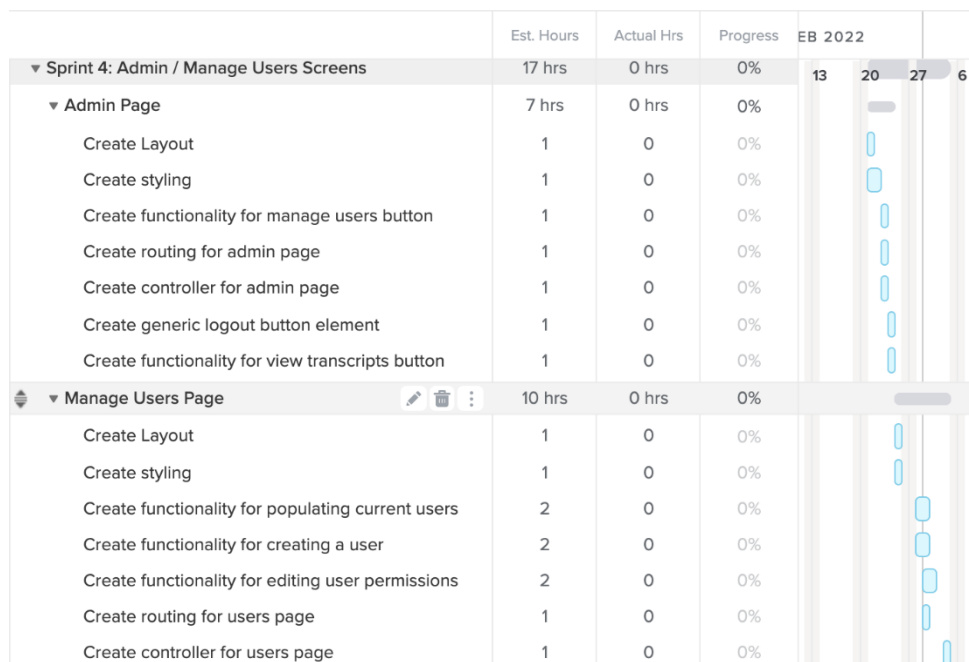 Est. Hours Actual Hrs Progress EB 2022
Sprint 4: Admin / Manage Users Screens 17 hrs 0 hrs 0% 13 20 27 6
Admin Page 7 hrs 0 hrs 0%
Create Layout 1 0 0%
Create styling 1 0 0%
Create functionality for manage users button 1 0 0%
Create routing for admin page 1 0 0%
Create controller for admin page 1 0 0%
Create generic logout button element 1 0 0%
Create functionality for view transcripts button 1 0 0%
Manage Users Page 10 hrs 0 hrs 0%
Create Layout 1 0 0%
Create styling 1 0 0%
Create functionality for populating current users 2 0 0%
Create functionality for creating a user 2 0 0%
Create functionality for editing user permissions 2 0 0%
Create routing for users page 1 0 0%
Create controller for users page 1 0 0%